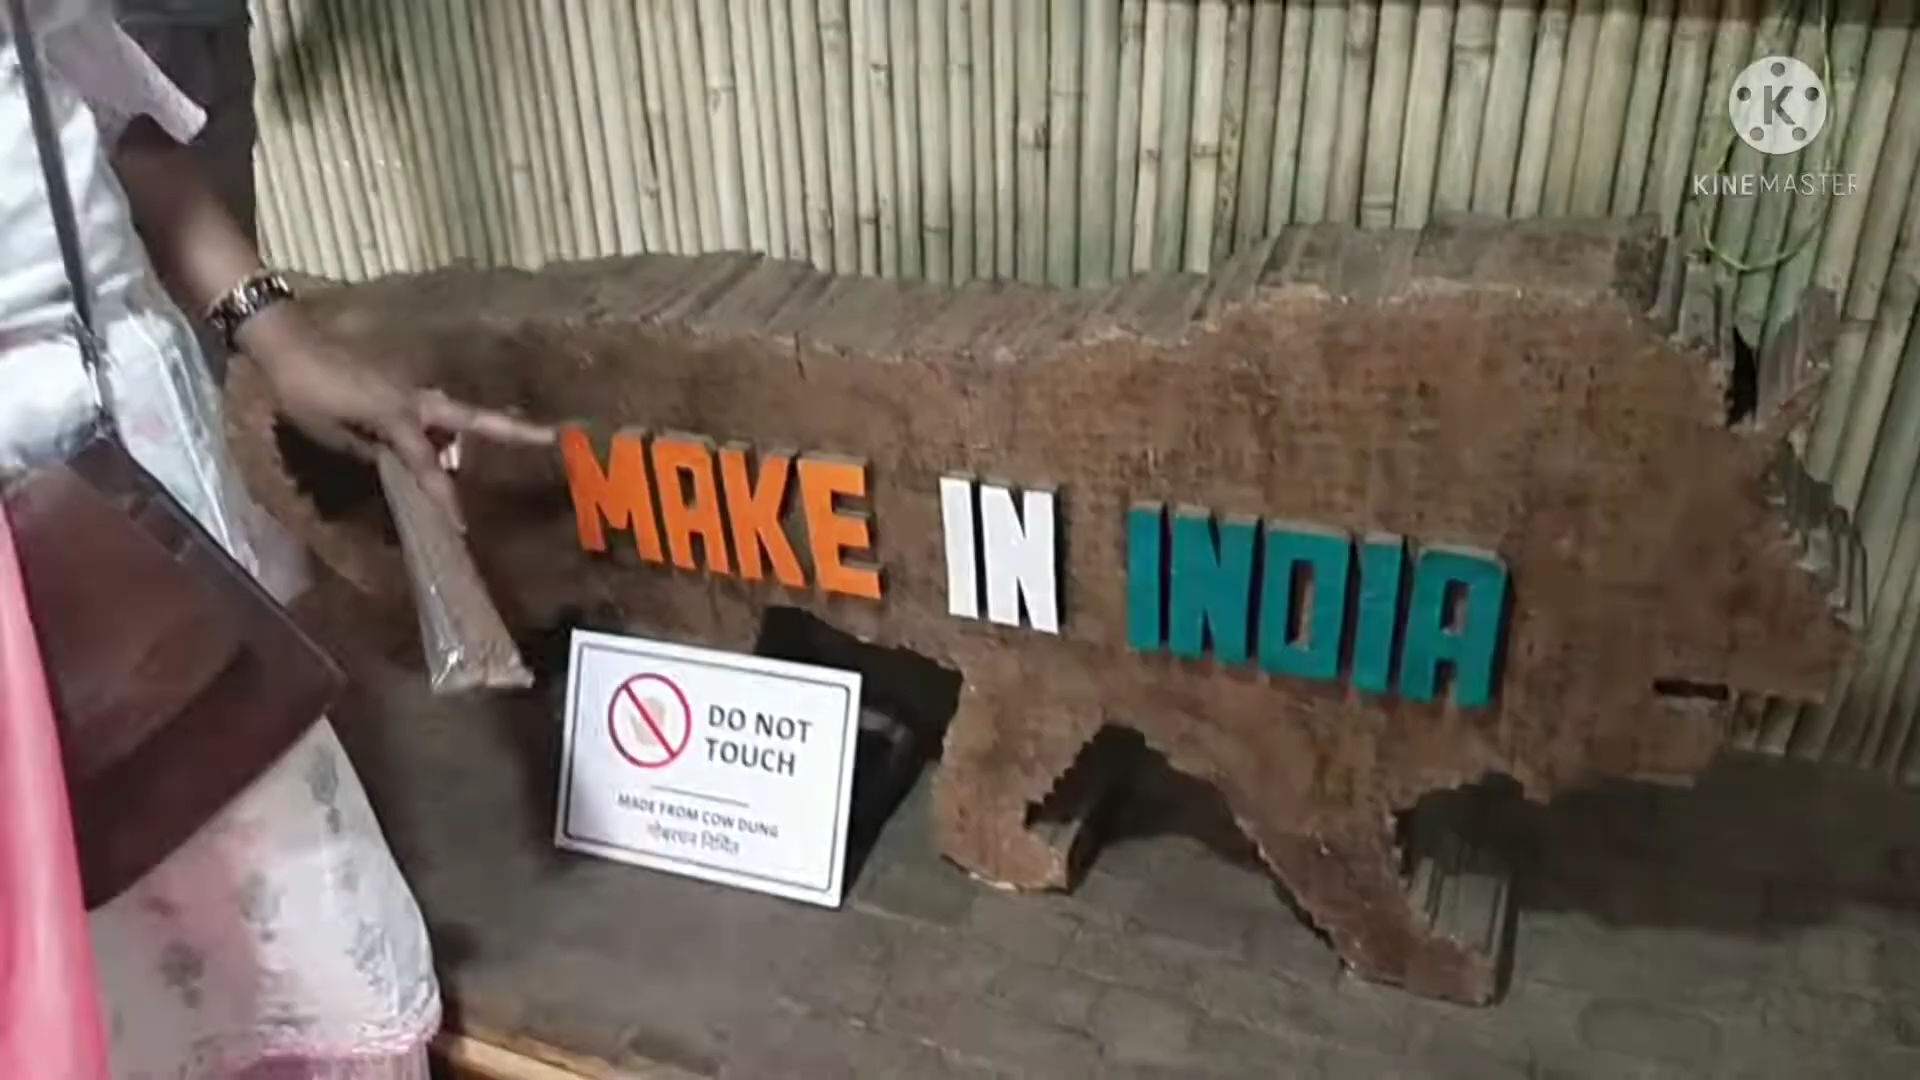 K
KINEMASTER
MAKE IN INDIA
DO NOT
TOUCH
MADE FROM COW DUNG
निर्मित